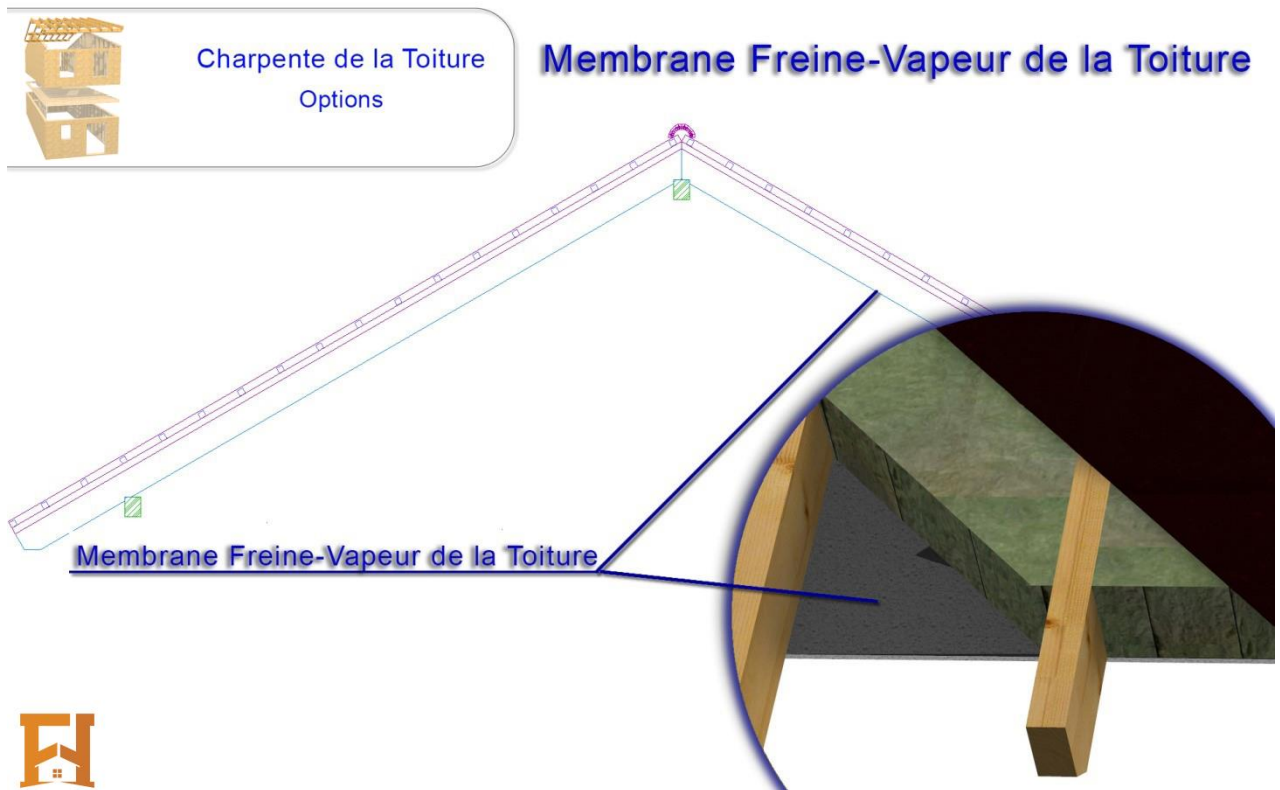 Charpente de la Toiture
Options
Membrane Freine-Vapeur de la Toiture
Membrane Freine-Vapeur de la Toiture